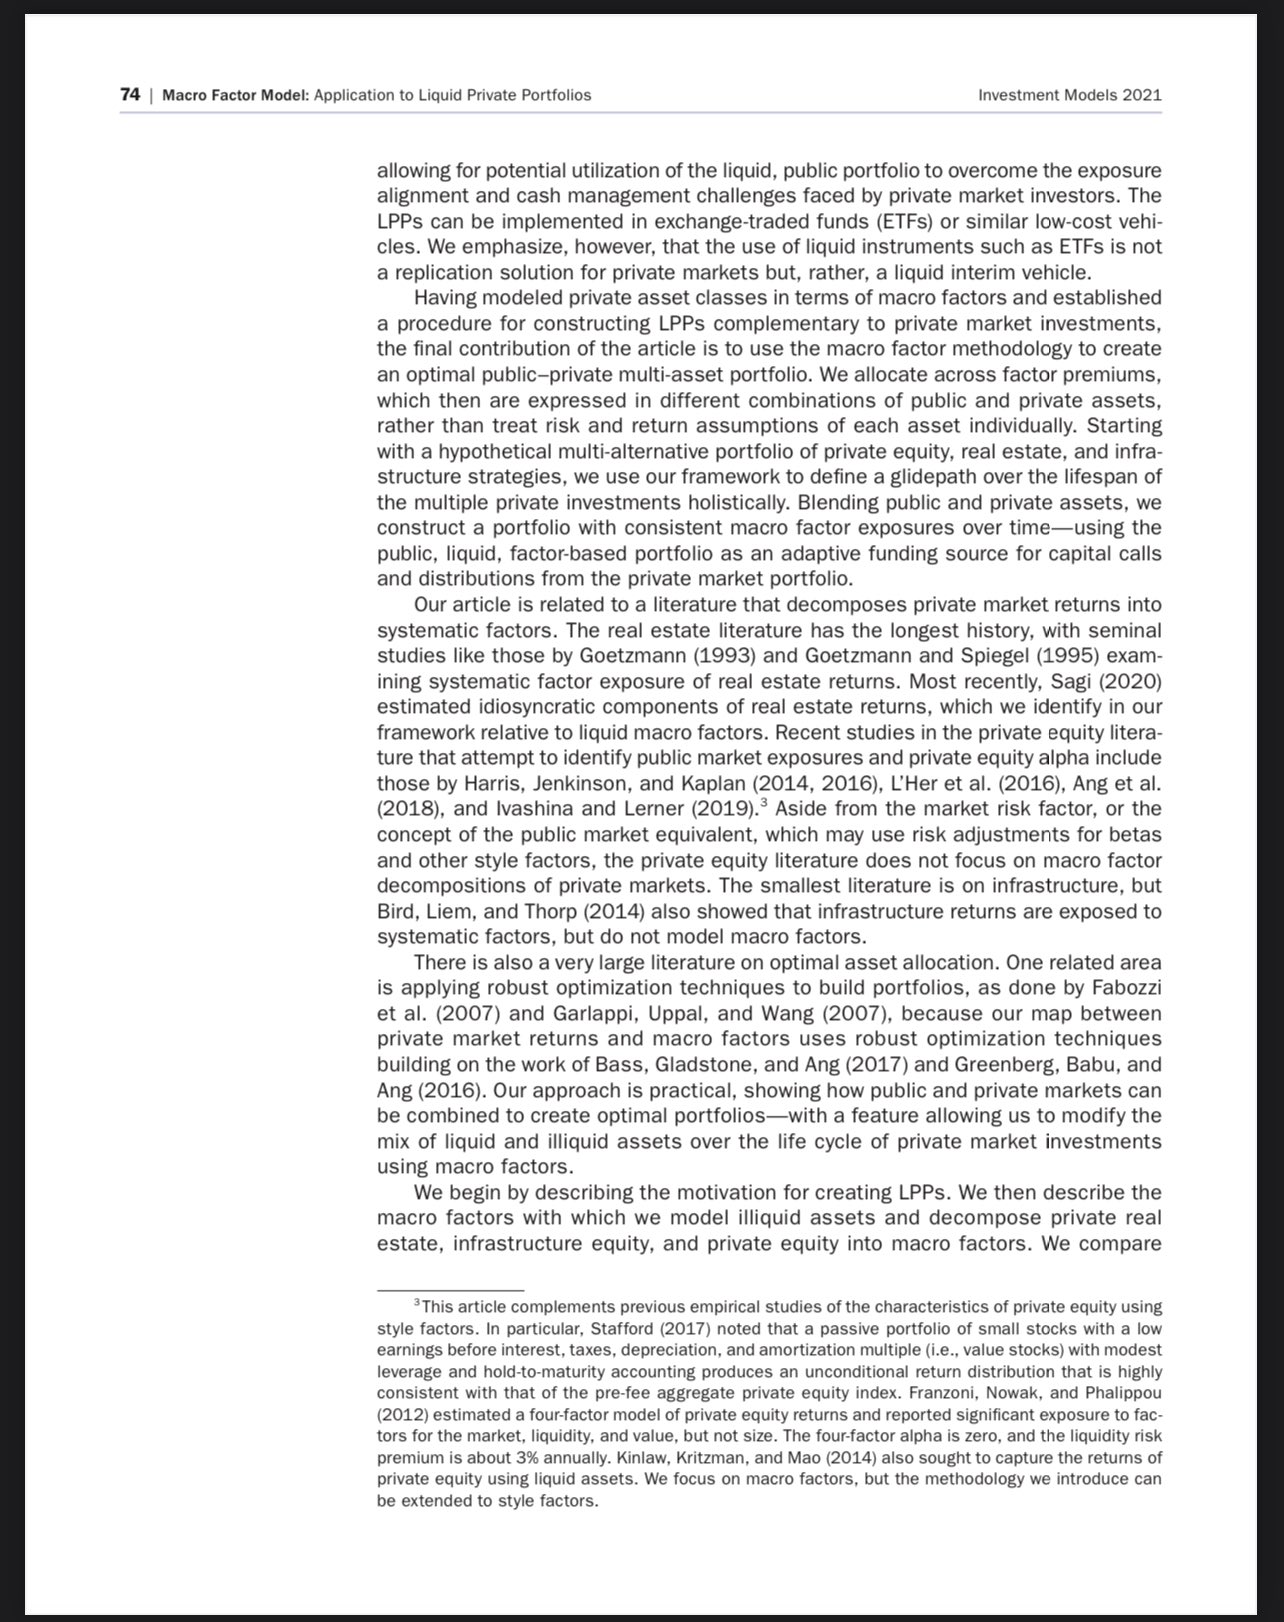 74 | Macro Factor Model: Application to Liquid Private Portfolios Investment Models 2021
allowing for potential utilization of the liquid, public portfolio to overcome the exposure
alignment and cash management challenges faced by private market investors. The
LPPs can be implemented in exchange-traded funds (ETFs) or similar low-cost vehi-
cles. We emphasize, however, that the use of liquid instruments such as ETFs is not
a replication solution for private markets but, rather, a liquid interim vehicle.
Having modeled private asset classes in terms of macro factors and established
a procedure for constructing LPPs complementary to private market investments,
the final contribution of the article is to use the macro factor methodology to create
an optimal public–private multi-asset portfolio. We allocate across factor premiums,
which then are expressed in different combinations of public and private assets,
rather than treat risk and return assumptions of each asset individually. Starting
with a hypothetical multi-alternative portfolio of private equity, real estate, and infra-
structure strategies, we use our framework to define a glidepath over the lifespan of
the multiple private investments holistically. Blending public and private assets, we
construct a portfolio with consistent macro factor exposures over time—using the
public, liquid, factor-based portfolio as an adaptive funding source for capital calls
and distributions from the private market portfolio.
Our article is related to a literature that decomposes private market returns into
systematic factors. The real estate literature has the longest history, with seminal
studies like those by Goetzmann (1993) and Goetzmann and Spiegel (1995) exam-
ining systematic factor exposure of real estate returns. Most recently, Sagi (2020)
estimated idiosyncratic components of real estate returns, which we identify in our
framework relative to liquid macro factors. Recent studies in the private equity litera-
ture that attempt to identify public market exposures and private equity alpha include
those by Harris, Jenkinson, and Kaplan (2014, 2016), L'Her et al. (2016), Ang et al.
(2018), and Ivashina and Lerner (2019).³ Aside from the market risk factor, or the
concept of the public market equivalent, which may use risk adjustments for betas
and other style factors, the private equity literature does not focus on macro factor
decompositions of private markets. The smallest literature is on infrastructure, but
Bird, Liem, and Thorp (2014) also showed that infrastructure returns are exposed to
systematic factors, but do not model macro factors.
There is also a very large literature on optimal asset allocation. One related area
is applying robust optimization techniques to build portfolios, as done by Fabozzi
et al. (2007) and Garlappi, Uppal, and Wang (2007), because our map between
private market returns and macro factors uses robust optimization techniques
building on the work of Bass, Gladstone, and Ang (2017) and Greenberg, Babu, and
Ang (2016). Our approach is practical, showing how public and private markets can
be combined to create optimal portfolios—with a feature allowing us to modify the
mix of liquid and illiquid assets over the life cycle of private market investments
using macro factors.
We begin by describing the motivation for creating LPPs. We then describe the
macro factors with which we model illiquid assets and decompose private real
estate, infrastructure equity, and private equity into macro factors. We compare
³This article complements previous empirical studies of the characteristics of private equity using
style factors. In particular, Stafford (2017) noted that a passive portfolio of small stocks with a low
earnings before interest, taxes, depreciation, and amortization multiple (i.e., value stocks) with modest
leverage and hold-to-maturity accounting produces an unconditional return distribution that is highly
consistent with that of the pre-fee aggregate private equity index. Franzoni, Nowak, and Phalippou
(2012) estimated a four-factor model of private equity returns and reported significant exposure to fac-
tors for the market, liquidity, and value, but not size. The four-factor alpha is zero, and the liquidity risk
premium is about 3% annually. Kinlaw, Kritzman, and Mao (2014) also sought to capture the returns of
private equity using liquid assets. We focus on macro factors, but the methodology we introduce can
be extended to style factors.